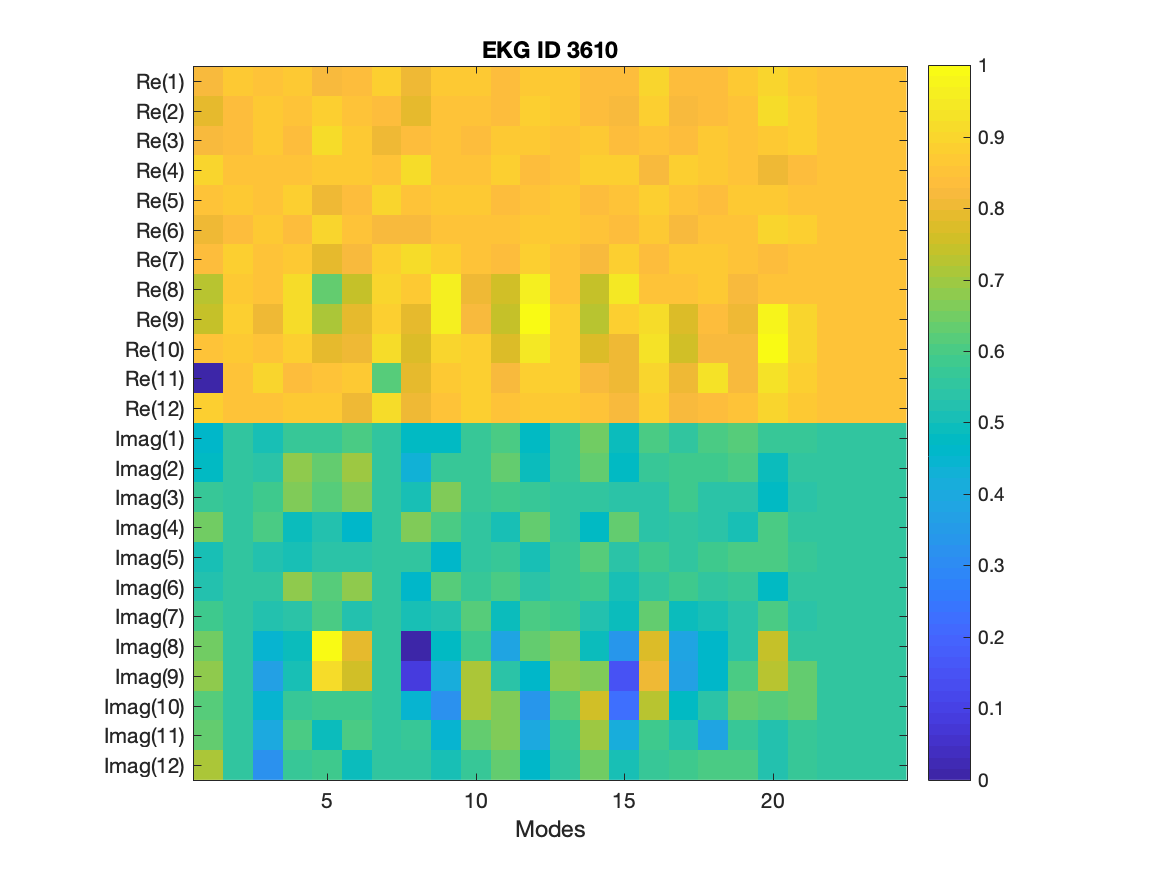 EKG ID 3610
Re(1)
Re(2)
Re(3)
Re(4)
Re(5)
Re(6)
Re(7)
Re(8)
Re(9)
Re(10)
Re(11)
Re(12)
Imag(1)
Imag(2)
Imag(3)
Imag(4)
Imag(5)
Imag(6)
Imag(7)
Imag(8)
Imag(9)
Imag(10)
Imag(11)
Imag(12)
5 10 15 20
Modes
1
0.9
0.8
0.7
0.6
0.5
0.4
0.3
0.2
0.1
0